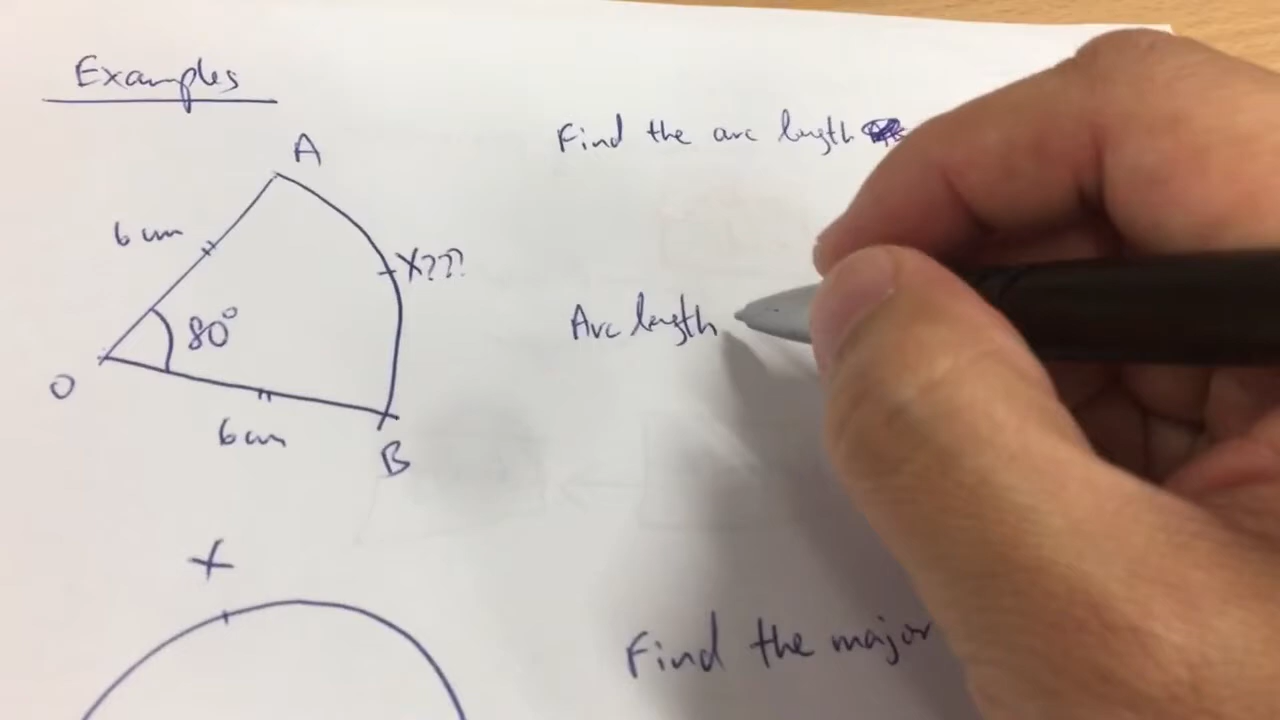 Examples
Find the arc length
A
6 cm
X???
80°
Arc length
O
6 cm
B
X
Find the major